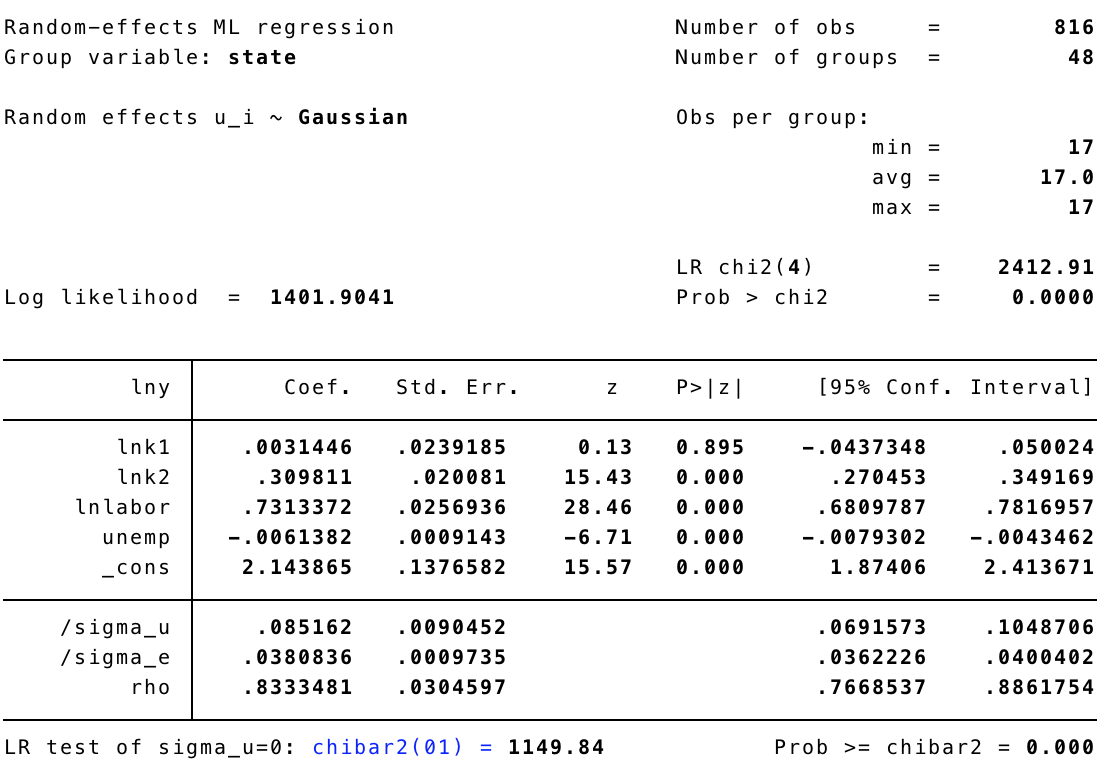 Random-effects ML regression Number of obs = 816
Group variable: state Number of groups = 48
Random effects u_i ~ Gaussian Obs per group:
min = 17
avg = 17.0
max = 17
LR chi2(4) = 2412.91
Log likelihood = 1401.9041 Prob > chi2 = 0.0000
lny Coef. Std. Err. z P>|z| [95% Conf. Interval]
lnk1 .0031446 .0239185 0.13 0.895 -.0437348 .050024
lnk2 .309811 .020081 15.43 0.000 .270453 .349169
lnlabor .7313372 .0256936 28.46 0.000 .6809787 .7816957
unemp -.0061382 .0009143 -6.71 0.000 -.0079302 -.0043462
_cons 2.143865 .1376582 15.57 0.000 1.87406 2.413671
/sigma_u .085162 .0090452 .0691573 .1048706
/sigma_e .0380836 .0009735 .0362226 .0400402
rho .8333481 .0304597 .7668537 .8861754
LR test of sigma_u=0: chibar2(01) = 1149.84 Prob >= chibar2 = 0.000